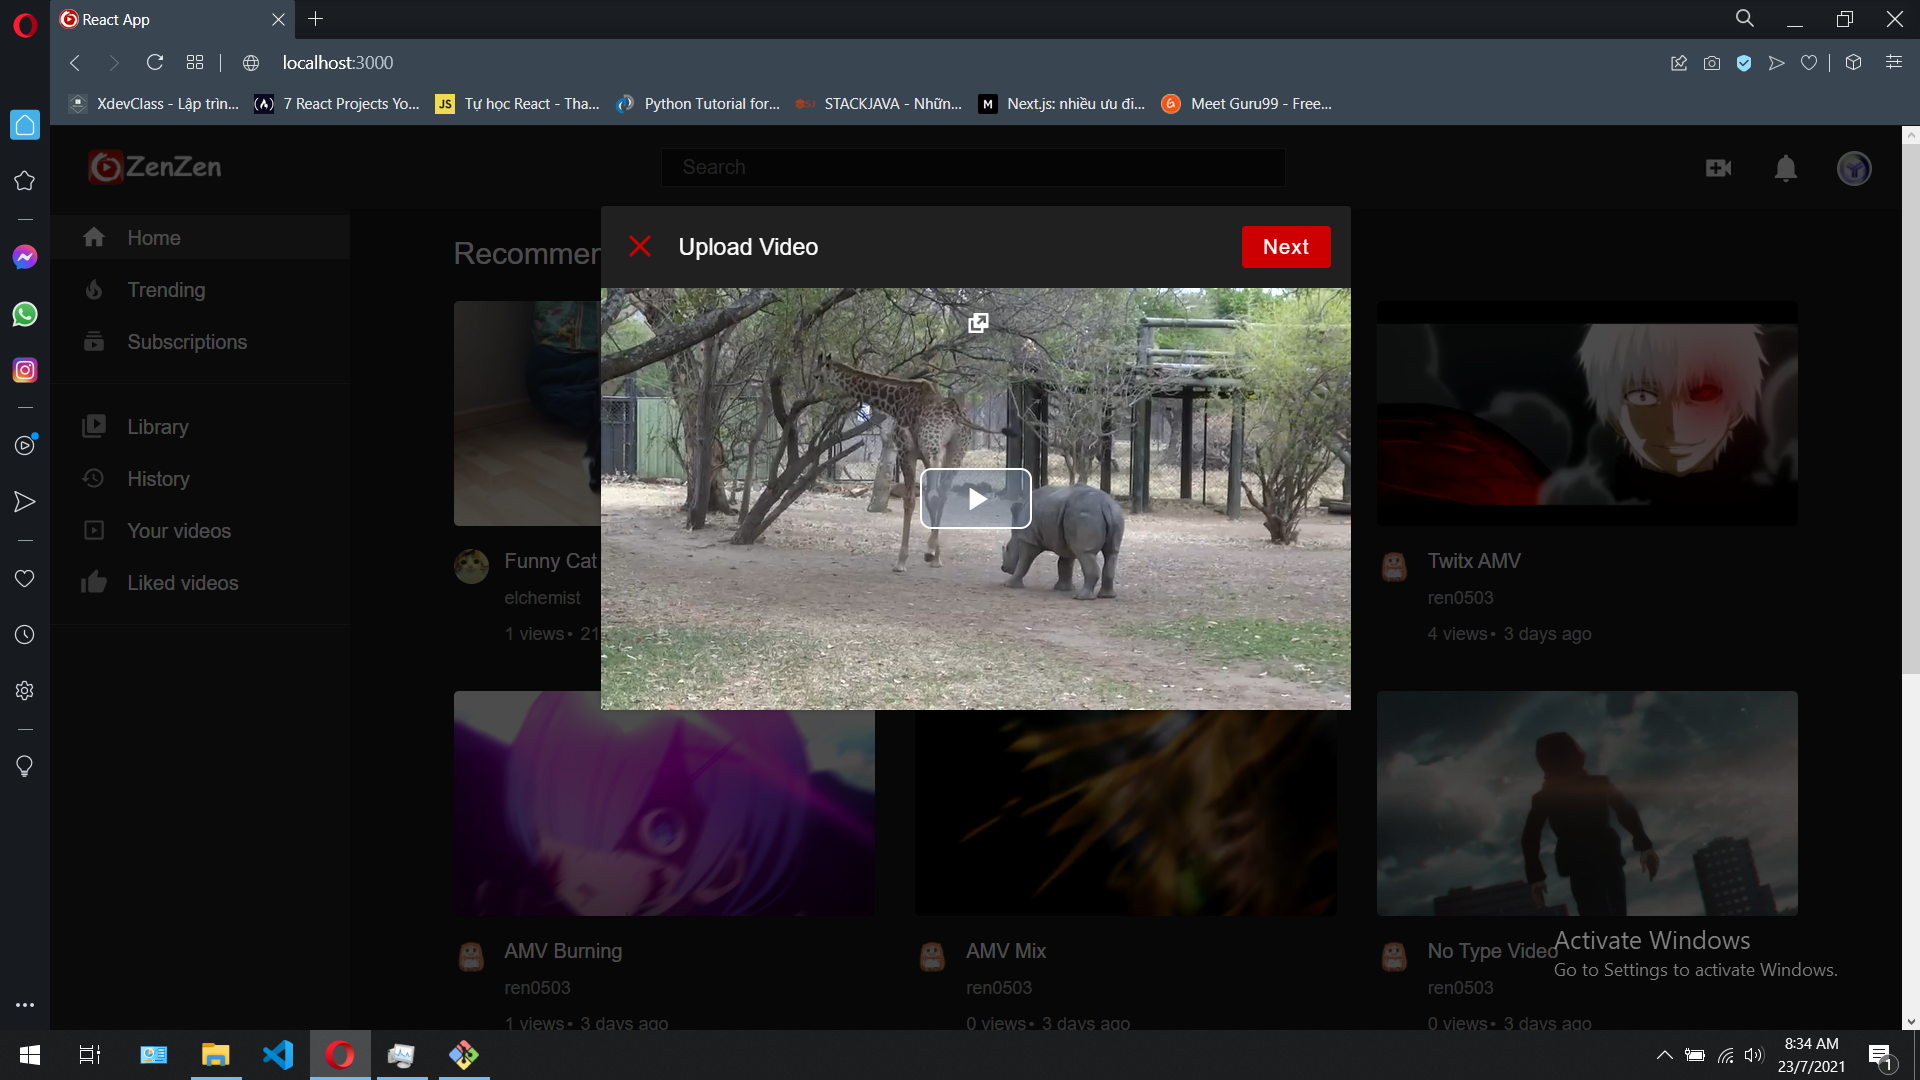 React App
localhost:3000
XdevClass - Lập trìn...
7 React Projects Yo...
JS
Tự học React - Tha...
Python Tutorial for...
STACKJAVA - Nhữn...
M
Next.js: nhiều ưu đi...
Meet Guru99 - Free...
ZenZen
Search
Home
Trending
Subscriptions
Library
History
Your videos
Liked videos
Recommen
Upload Video
Next
Funny Cat
elchemist
1 views• 21
Twitx AMV
ren0503
4 views• 3 days ago
AMV Burning
ren0503
1 views• 3 days ago
AMV Mix
ren0503
0 views• 3 days ago
No Type Video
ren0503
0 views• 3 days ago
Activate Windows
Go to Settings to activate Windows.
8:34 AM
23/7/2021
1